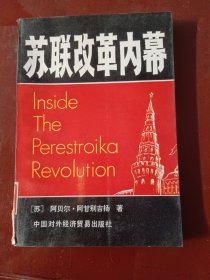 苏联改革内幕
Inside
The
Perestroika
Revolution
[苏] 阿贝尔·阿甘别吉扬 著
中国对外经济贸易出版社